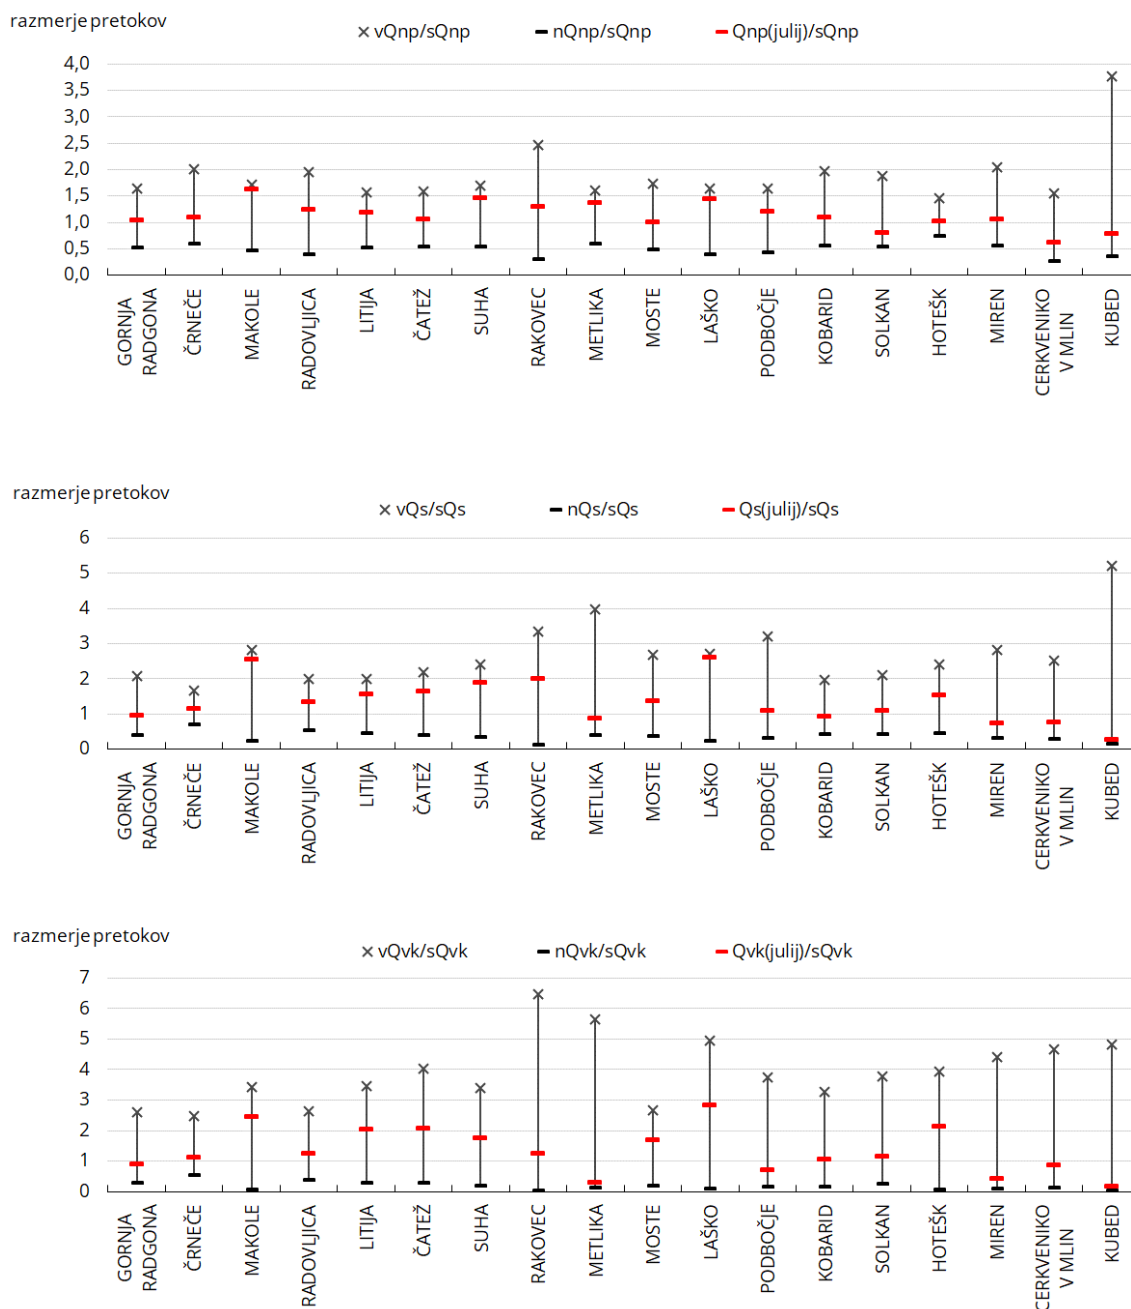 razmerje pretokov
vQnp/sQnp nQnp/sQnp Qnp(julij)/sQnp
4,0
3,5
3,0
2,5
2,0
1,5
1,0
0,5
0,0
GORNJA RADGONA
ČRNEČE
MAKOLE
RADOVLJICA
LITIJA
ČATEŽ
SUHA
RAKOVEC
METLIKA
MOSTE
LAŠKO
PODBOČJE
KOBARID
SOLKAN
HOTEŠK
MIREN
CERKVENIKO V MLIN
KUBED
razmerje pretokov
vQs/sQs nQs/sQs Qs(julij)/sQs
6
5
4
3
2
1
0
GORNJA RADGONA
ČRNEČE
MAKOLE
RADOVLJICA
LITIJA
ČATEŽ
SUHA
RAKOVEC
METLIKA
MOSTE
LAŠKO
PODBOČJE
KOBARID
SOLKAN
HOTEŠK
MIREN
CERKVENIKO V MLIN
KUBED
razmerje pretokov
vQvk/sQvk nQvk/sQvk Qvk(julij)/sQvk
7
6
5
4
3
2
1
0
GORNJA RADGONA
ČRNEČE
MAKOLE
RADOVLJICA
LITIJA
ČATEŽ
SUHA
RAKOVEC
METLIKA
MOSTE
LAŠKO
PODBOČJE
KOBARID
SOLKAN
HOTEŠK
MIREN
CERKVENIKO V MLIN
KUBED